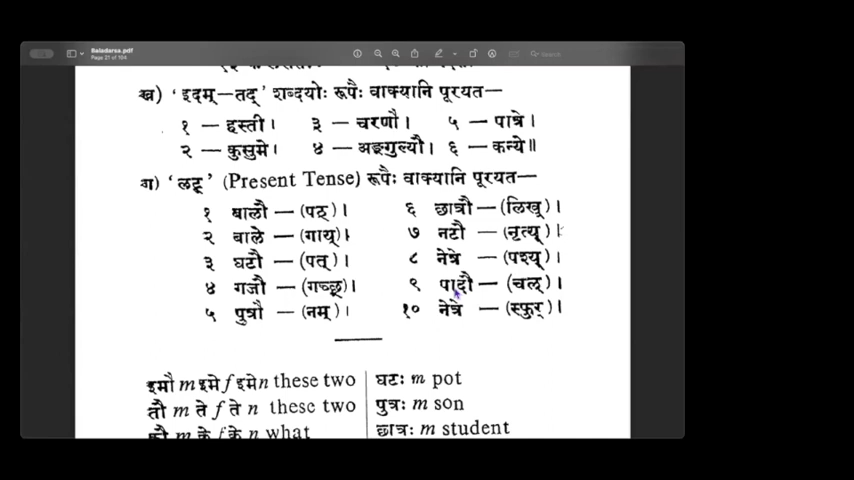 Baladarsa.pdf
Page 21 of 194
Search
ख) 'इदम्—तद्' शब्दयोः रूपैः वाक्यानि पूरयत—
१ — हस्ती। ३ — चरणौ। ५ — पात्रे।
२ — कुसुमे। ४ — अङ्गुल्यौ। ६ — कन्ये॥
ग) 'लट्' (Present Tense) रूपैः वाक्यानि पूरयत—
१ बालौ — (पठ्)। ६ छात्रौ — (लिख्)।
२ बाले — (गाय्)। ७ नटौ — (नृत्य्)।
३ घटौ — (पत्)। ८ नेत्रे — (पश्य्)।
४ गजौ — (गच्छ्)। ९ पादौ — (चल्)।
५ पुत्रौ — (नम्)। १० नेत्रे — (स्फुर्)।
इमौ m इमे f इमे n these two घटः m pot
तौ m ते f ते n these two पुत्रः m son
कौ m के f के n what छात्रः m student